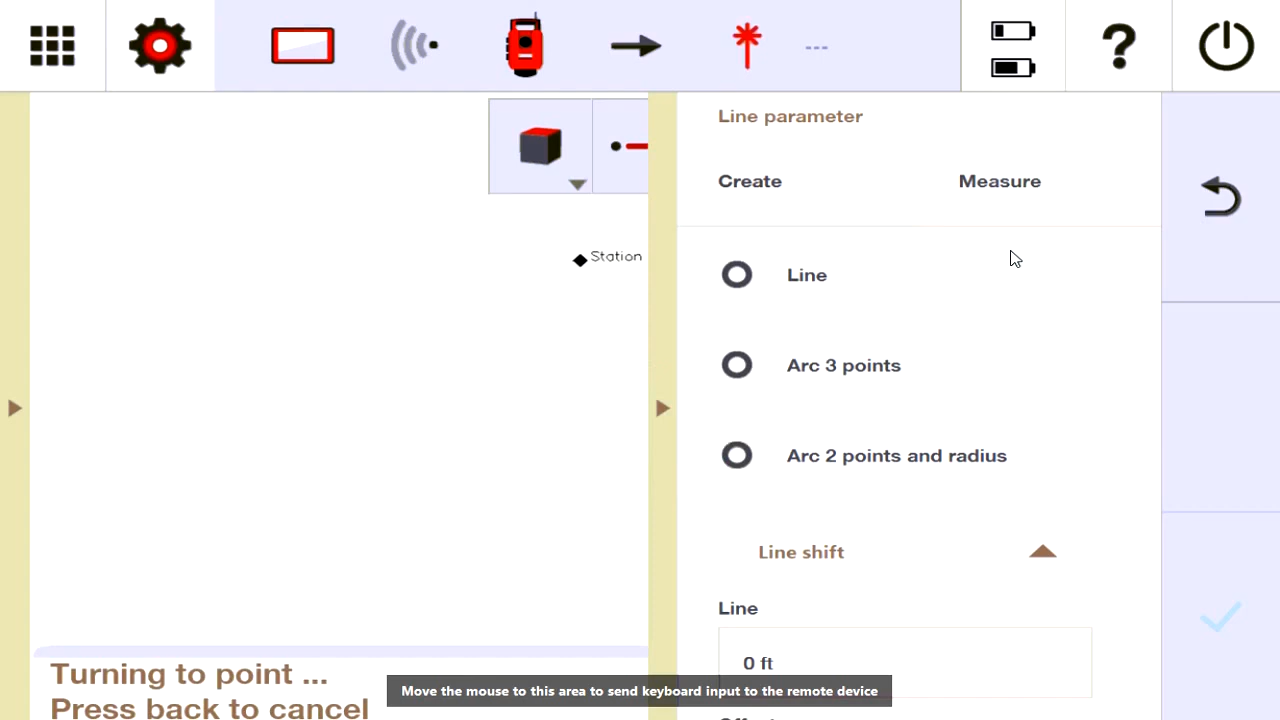 ---
Line parameter
Create
Measure
Station
Line
Arc 3 points
Arc 2 points and radius
Line shift
Line
0 ft
Turning to point ...
Press back to cancel
Move the mouse to this area to send keyboard input to the remote device